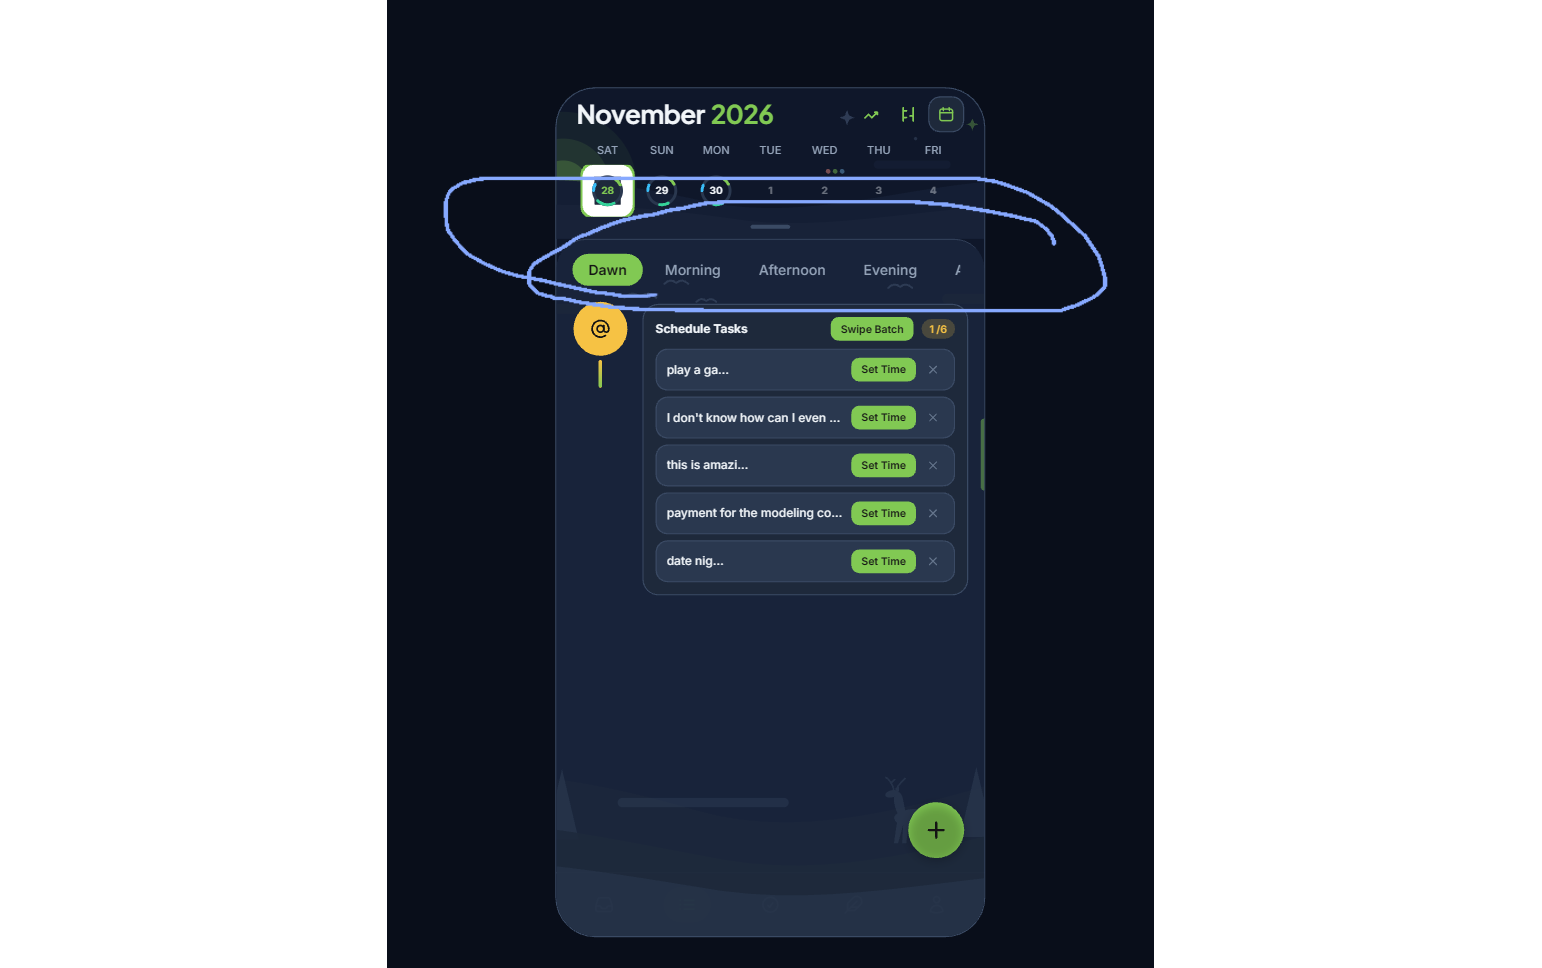 November 2026
SAT SUN MON TUE WED THU FRI
28 29 30 1 2 3 4
Dawn Morning Afternoon Evening
@
Schedule Tasks Swipe Batch 1/6
play a ga... Set Time
I don't know how can I even ... Set Time
this is amazi... Set Time
payment for the modeling co... Set Time
date nig... Set Time